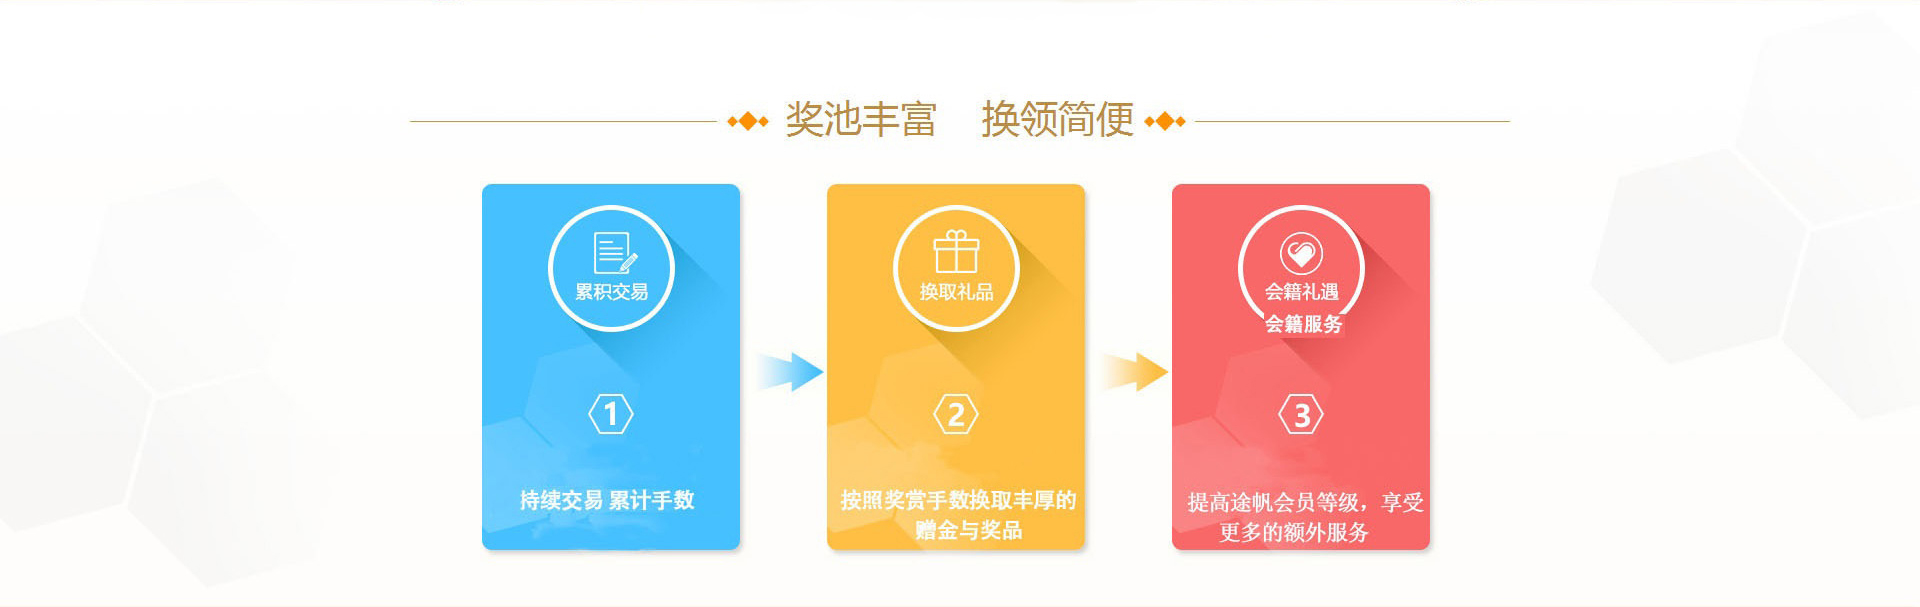 奖池丰富 换领简便
累积交易
1
持续交易 累计手数
换取礼品
2
按照奖赏手数换取丰厚的
赠金与奖品
会籍礼遇
会籍服务
3
提高途帆会员等级，享受
更多的额外服务